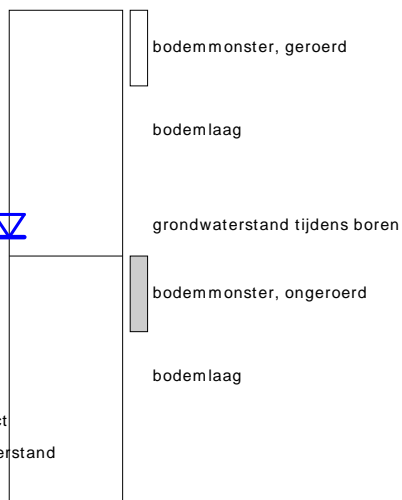 bodemmonster, geroerd
bodemlaag
grondwaterstand tijdens boren
bodemmonster, ongeroerd
bodemlaag